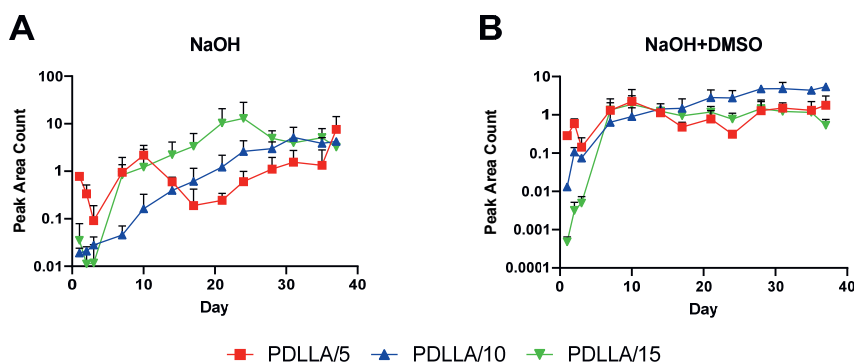 A
NaOH
Peak Area Count
100
10
1
0.1
0.01
0
10
20
30
40
Day
B
NaOH+DMSO
Peak Area Count
10
1
0.1
0.01
0.001
0.0001
0
10
20
30
40
Day
PDLLA/5 PDLLA/10 PDLLA/15